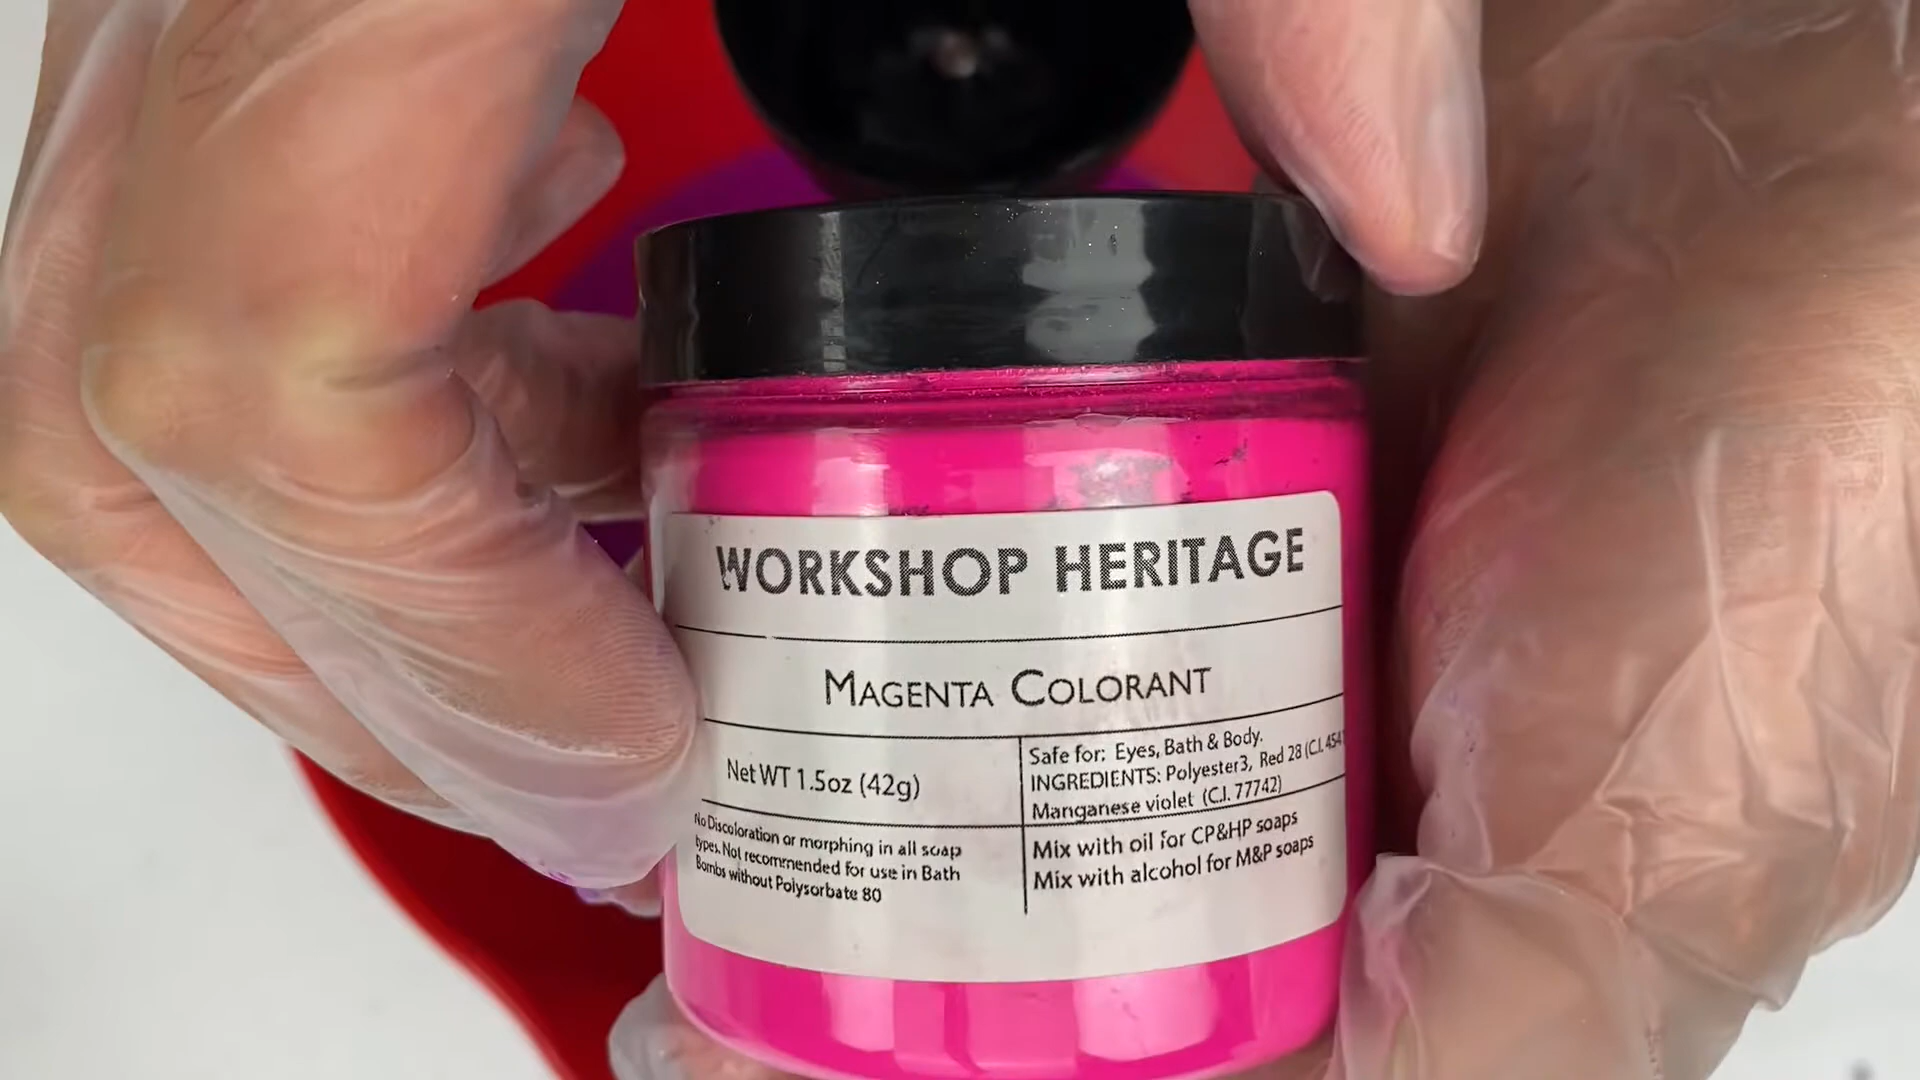 WORKSHOP HERITAGE
MAGENTA COLORANT
Net WT 1.5oz (42g)
Safe for: Eyes, Bath & Body.
INGREDIENTS: Polyester3, Red 28 (C.I. 454
Manganese violet (C.I. 77742)
No Discoloration or morphing in all soap
types. Not recommended for use in Bath
Bombs without Polysorbate 80
Mix with oil for CP&HP soaps
Mix with alcohol for M&P soaps